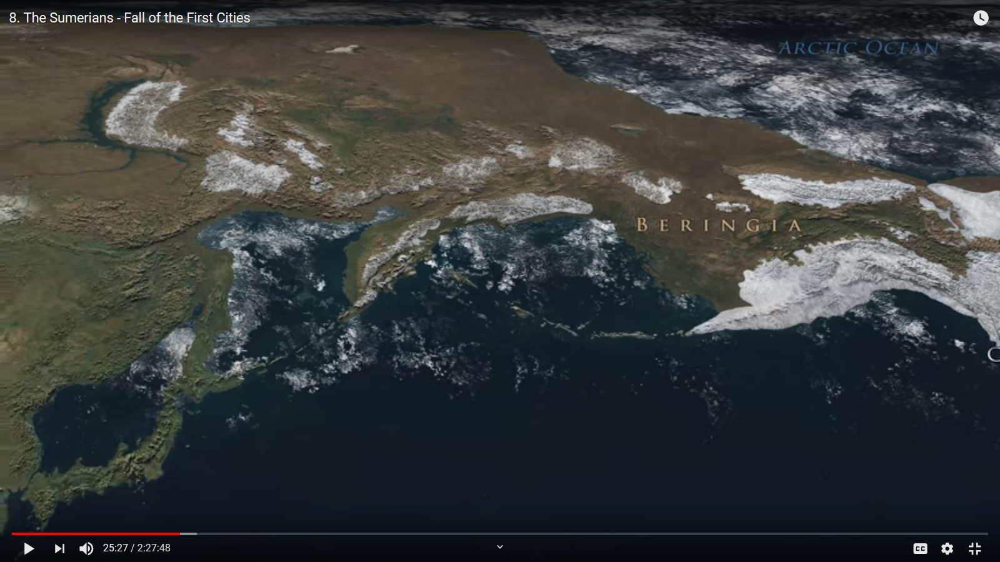 8. The Sumerians - Fall of the First Cities
ARCTIC OCEAN
BERINGIA
C
25:27 / 2:27:48
CC